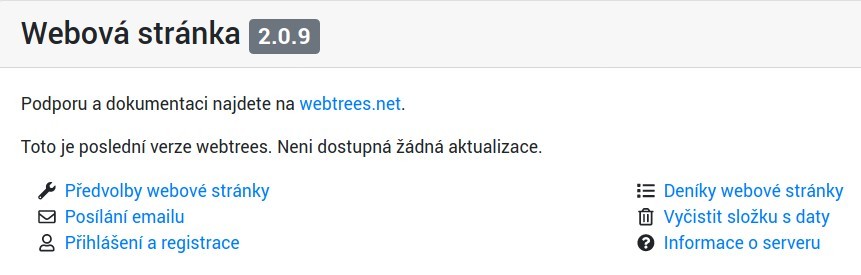 Webová stránka 2.0.9
Podporu a dokumentaci najdete na webtrees.net.
Toto je poslední verze webtrees. Neni dostupná žádná aktualizace.
Předvolby webové stránky
Posílání emailu
Přihlášení a registrace
Deníky webové stránky
Vyčistit složku s daty
Informace o serveru